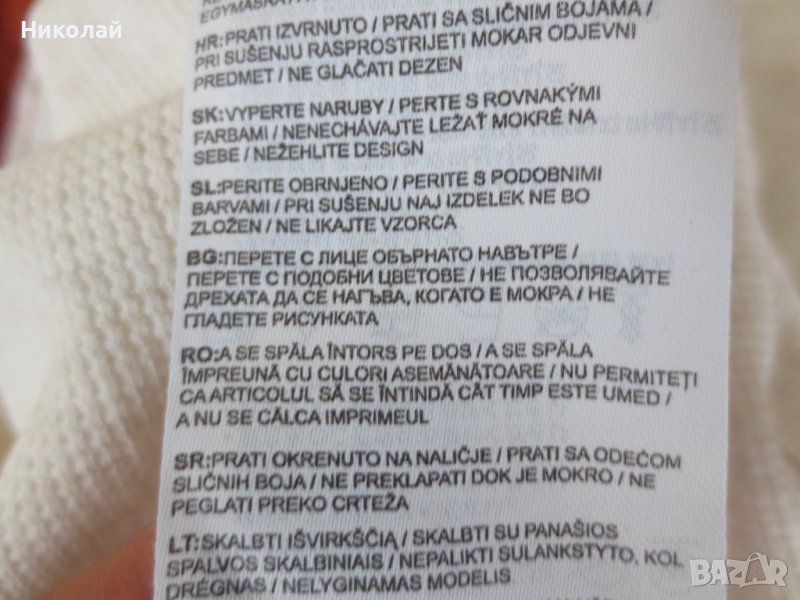 Николай
EGYMÁSRA
HR:PRATI IZVRNUTO / PRATI SA SLIČNIM BOJAMA /
PRI SUŠENJU RASPROSTRIJETI MOKAR ODJEVNI
PREDMET / NE GLAČATI DEZEN
SK:VYPERTE NARUBY / PERTE S ROVNAKÝMI
FARBAMI / NENECHÁVAJTE LEŽAŤ MOKRÉ NA
SEBE / NEŽEHLITE DESIGN
SL:PERITE OBRNJENO / PERITE S PODOBNIMI
BARVAMI / PRI SUŠENJU NAJ IZDELEK NE BO
ZLOŽEN / NE LIKAJTE VZORCA
BG:ПЕРЕТЕ С ЛИЦЕ ОБЪРНАТО НАВЪТРЕ /
ПЕРЕТЕ С ПОДОБНИ ЦВЕТОВЕ / НЕ ПОЗВОЛЯВАЙТЕ
ДРЕХАТА ДА СЕ НАГЪВА, КОГАТО Е МОКРА / НЕ
ГЛАДЕТЕ РИСУНКАТА
RO:A SE SPĂLA ÎNTORS PE DOS / A SE SPĂLA
ÎMPREUNĂ CU CULORI ASEMĂNĂTOARE / NU PERMITEȚI
CA ARTICOLUL SĂ SE ÎNTINDĂ CÂT TIMP ESTE UMED /
A NU SE CĂLCA IMPRIMEUL
SR:PRATI OKRENUTO NA NALIČJE / PRATI SA ODEĆOM
SLIČNIH BOJA / NE PREKLAPATI DOK JE MOKRO / NE
PEGLATI PREKO CRTEŽA
LT:SKALBTI IŠVIRKŠČIĄ / SKALBTI SU PANAŠIOS
SPALVOS SKALBINIAIS / NEPALIKTI SULANKSTYTO, KOL
DRĖGNAS / NELYGINAMAS MODELIS
BAZAR